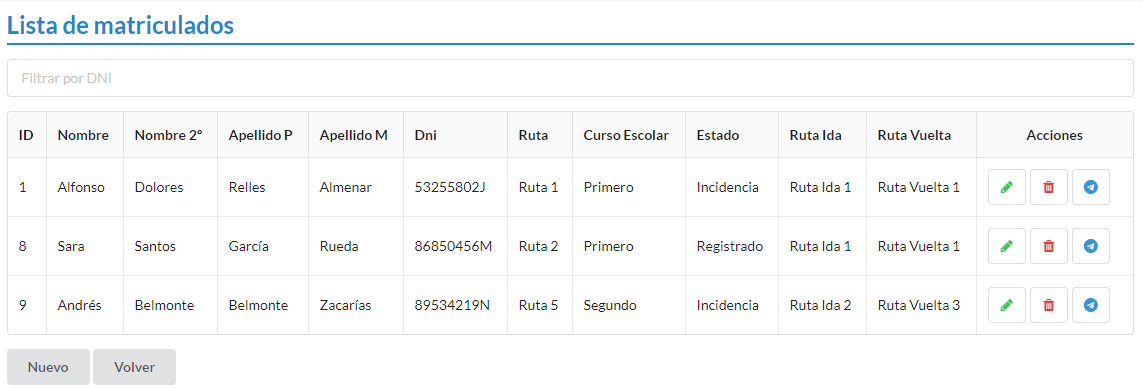 Lista de matriculados
Filtrar por DNI
ID Nombre Nombre 2º Apellido P Apellido M Dni Ruta Curso Escolar Estado Ruta Ida Ruta Vuelta Acciones
1 Alfonso Dolores Relles Almenar 53255802J Ruta 1 Primero Incidencia Ruta Ida 1 Ruta Vuelta 1
8 Sara Santos García Rueda 86850456M Ruta 2 Primero Registrado Ruta Ida 1 Ruta Vuelta 1
9 Andrés Belmonte Belmonte Zacarías 89534219N Ruta 5 Segundo Incidencia Ruta Ida 2 Ruta Vuelta 3
Nuevo Volver